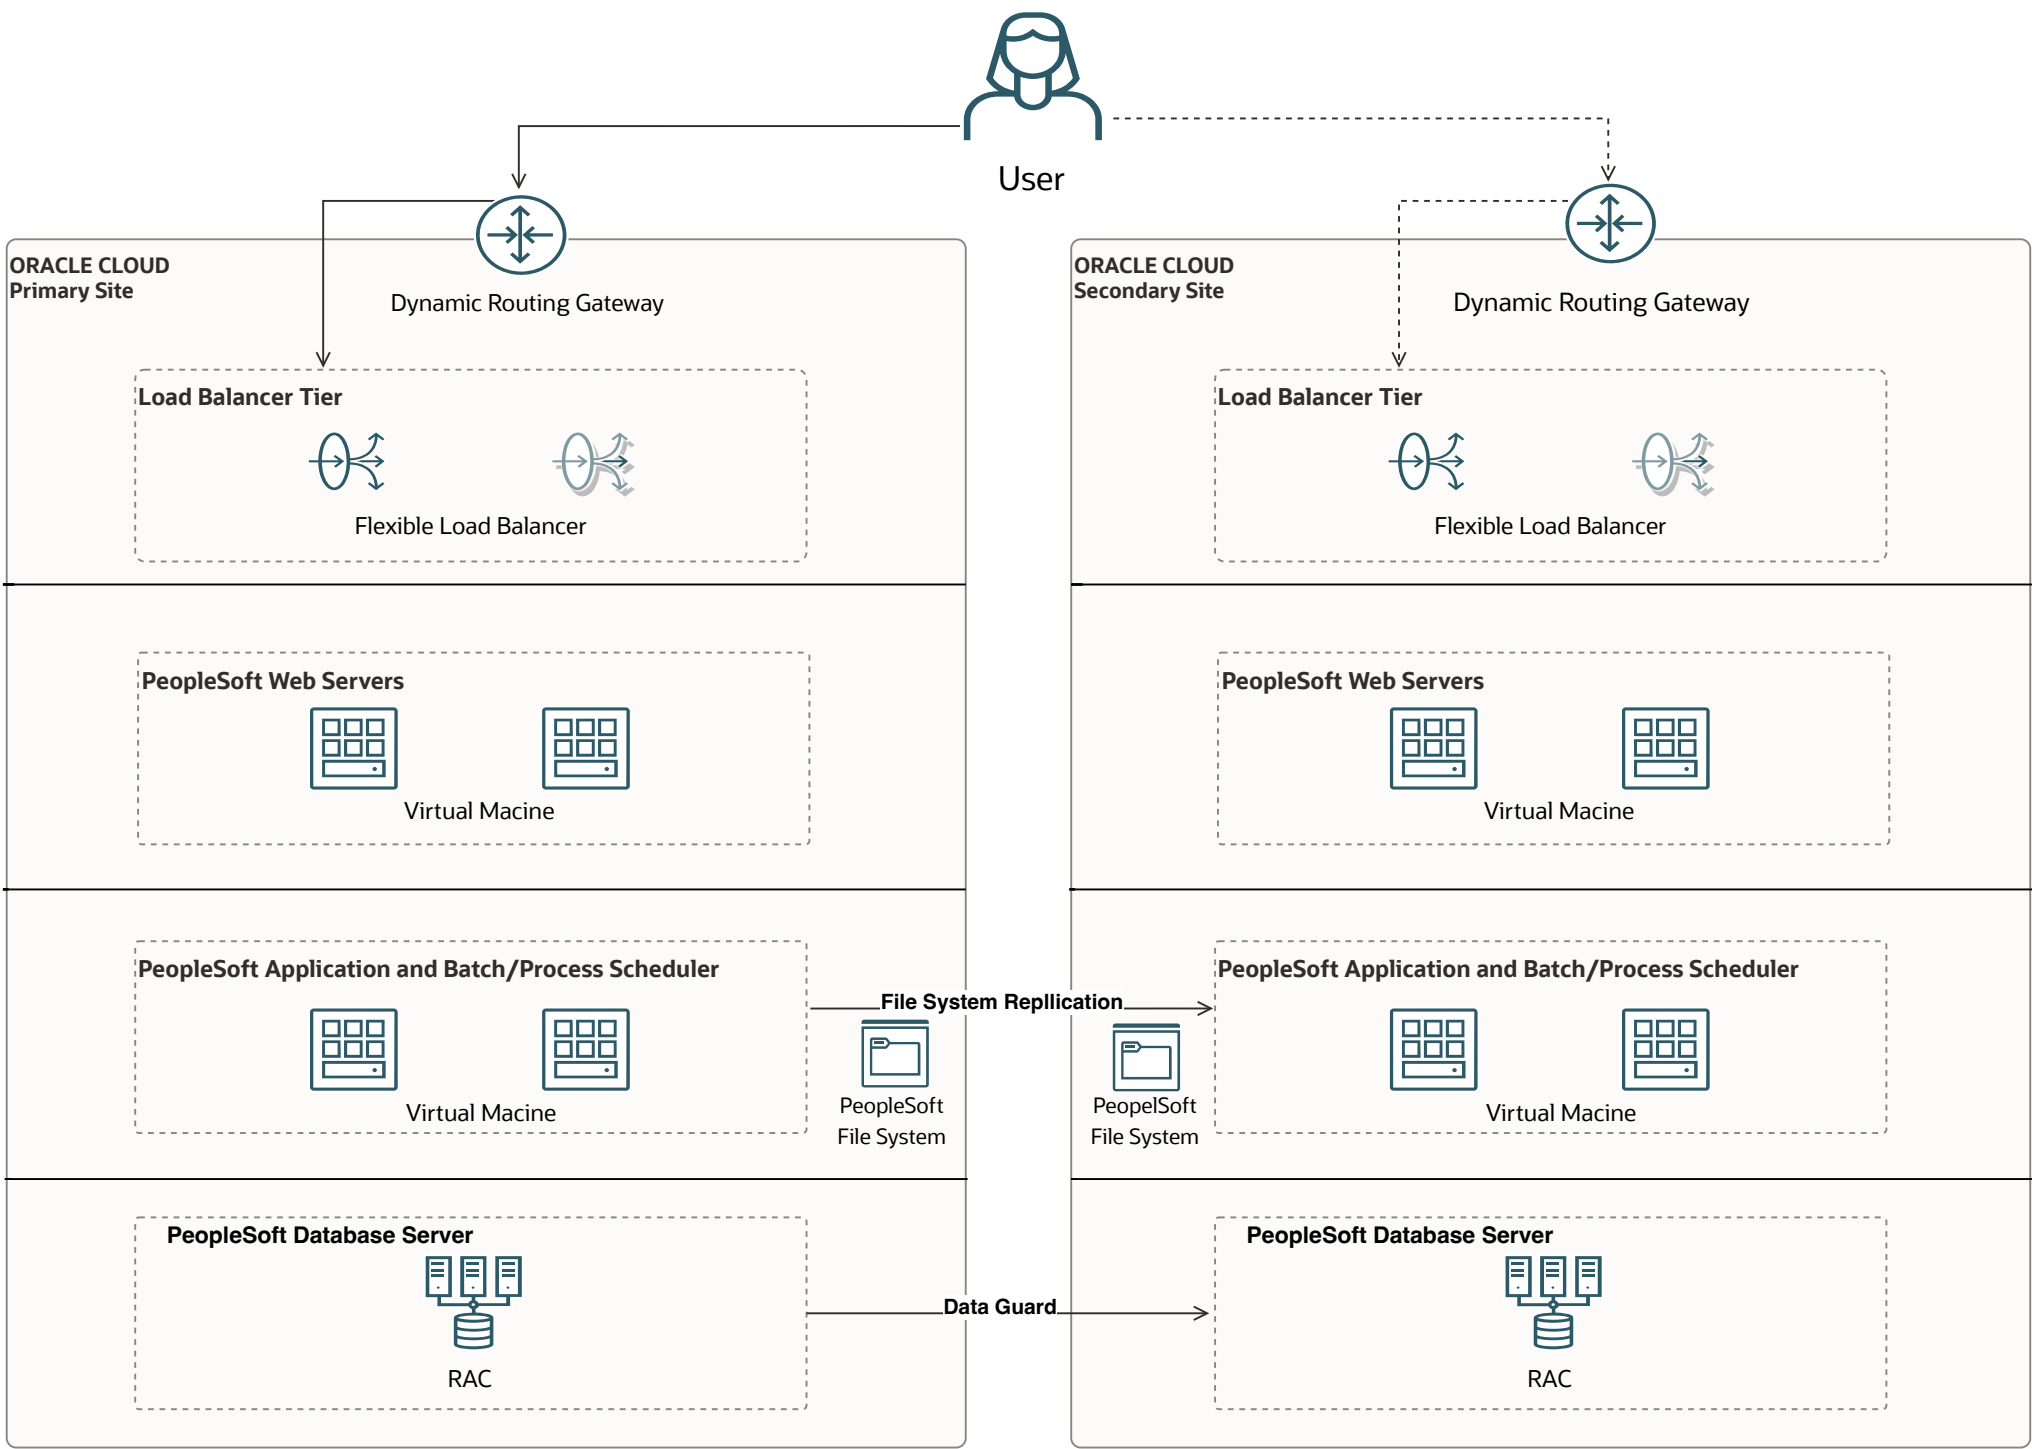 User
ORACLE CLOUD
Primary Site
Dynamic Routing Gateway
Load Balancer Tier
Flexible Load Balancer
PeopleSoft Web Servers
Virtual Macine
PeopleSoft Application and Batch/Process Scheduler
Virtual Macine
PeopleSoft
File System
PeopleSoft Database Server
RAC
File System Repllication
Data Guard
ORACLE CLOUD
Secondary Site
Dynamic Routing Gateway
Load Balancer Tier
Flexible Load Balancer
PeopleSoft Web Servers
Virtual Macine
PeopleSoft Application and Batch/Process Scheduler
Virtual Macine
PeopelSoft
File System
PeopleSoft Database Server
RAC